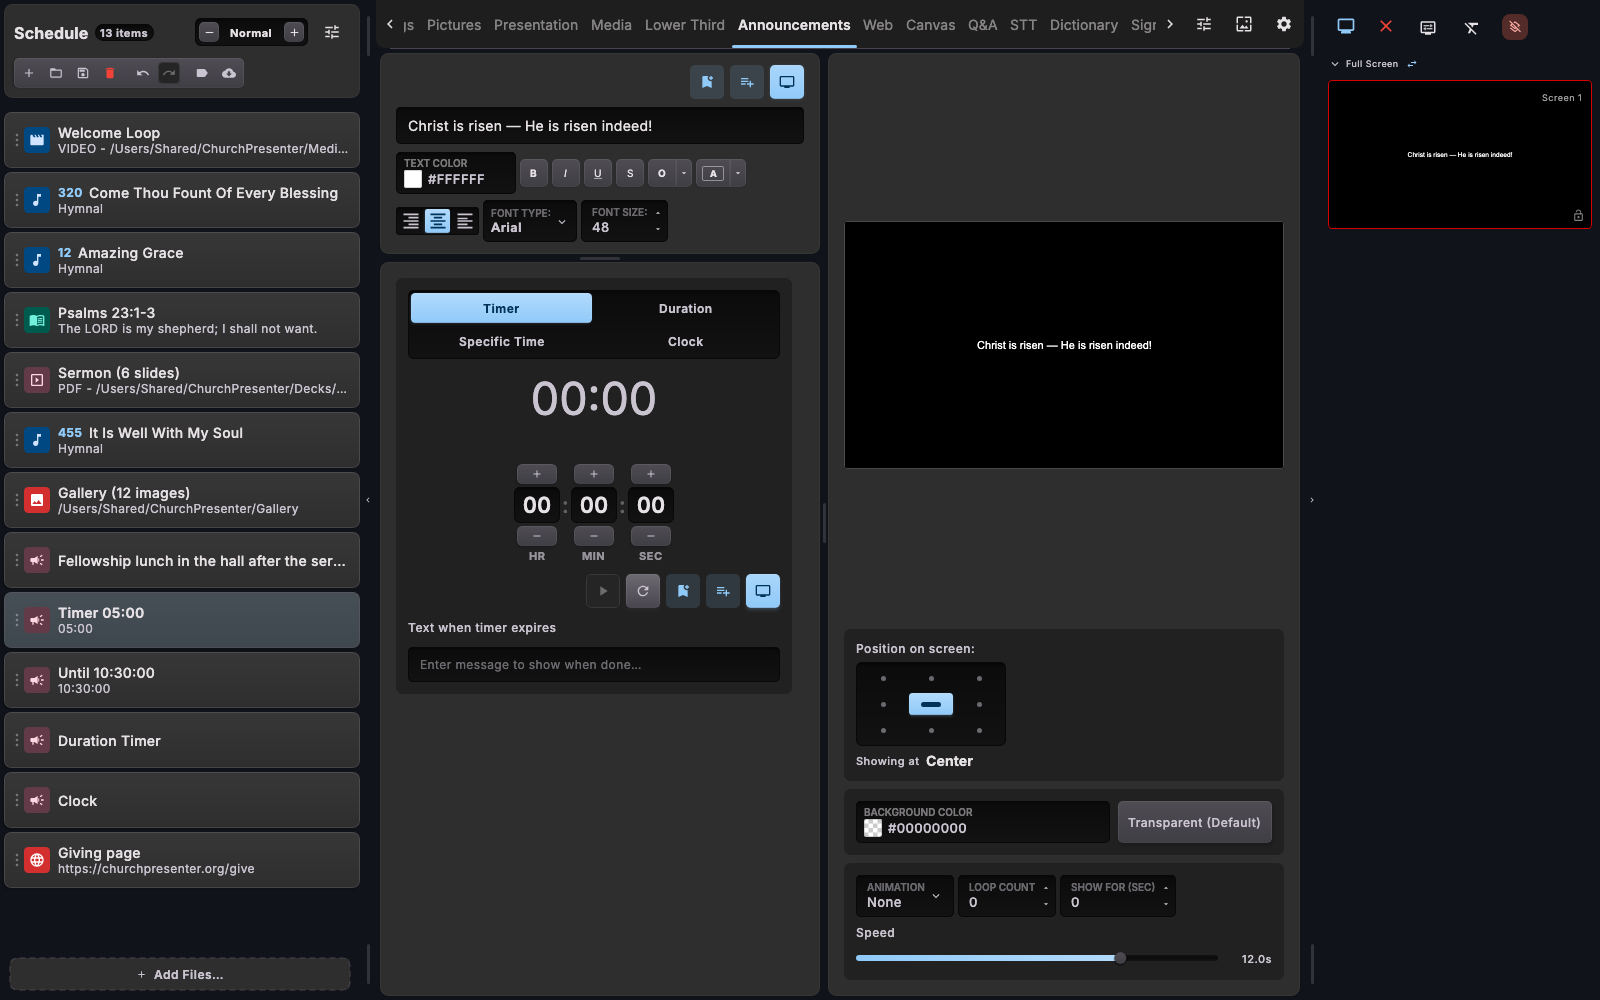 Schedule 13 items
Normal
Welcome Loop
VIDEO - /Users/Shared/ChurchPresenter/Medi...
320 Come Thou Fount Of Every Blessing
Hymnal
12 Amazing Grace
Hymnal
Psalms 23:1-3
The LORD is my shepherd; I shall not want.
Sermon (6 slides)
PDF - /Users/Shared/ChurchPresenter/Decks/...
455 It Is Well With My Soul
Hymnal
Gallery (12 images)
/Users/Shared/ChurchPresenter/Gallery
Fellowship lunch in the hall after the ser...
Timer 05:00
05:00
Until 10:30:00
10:30:00
Duration Timer
Clock
Giving page
https://churchpresenter.org/give
+ Add Files...
Pictures Presentation Media Lower Third Announcements Web Canvas Q&A STT Dictionary
Christ is risen — He is risen indeed!
TEXT COLOR
#FFFFFF
B I U S O A
FONT TYPE:
Arial
FONT SIZE:
48
Timer Duration
Specific Time Clock
00:00
00 : 00 : 00
HR MIN SEC
Text when timer expires
Enter message to show when done...
Christ is risen — He is risen indeed!
Position on screen:
Showing at Center
BACKGROUND COLOR
#00000000
Transparent (Default)
ANIMATION
None
LOOP COUNT
0
SHOW FOR (SEC)
0
Speed
12.0s
Full Screen
Screen 1
Christ is risen — He is risen indeed!